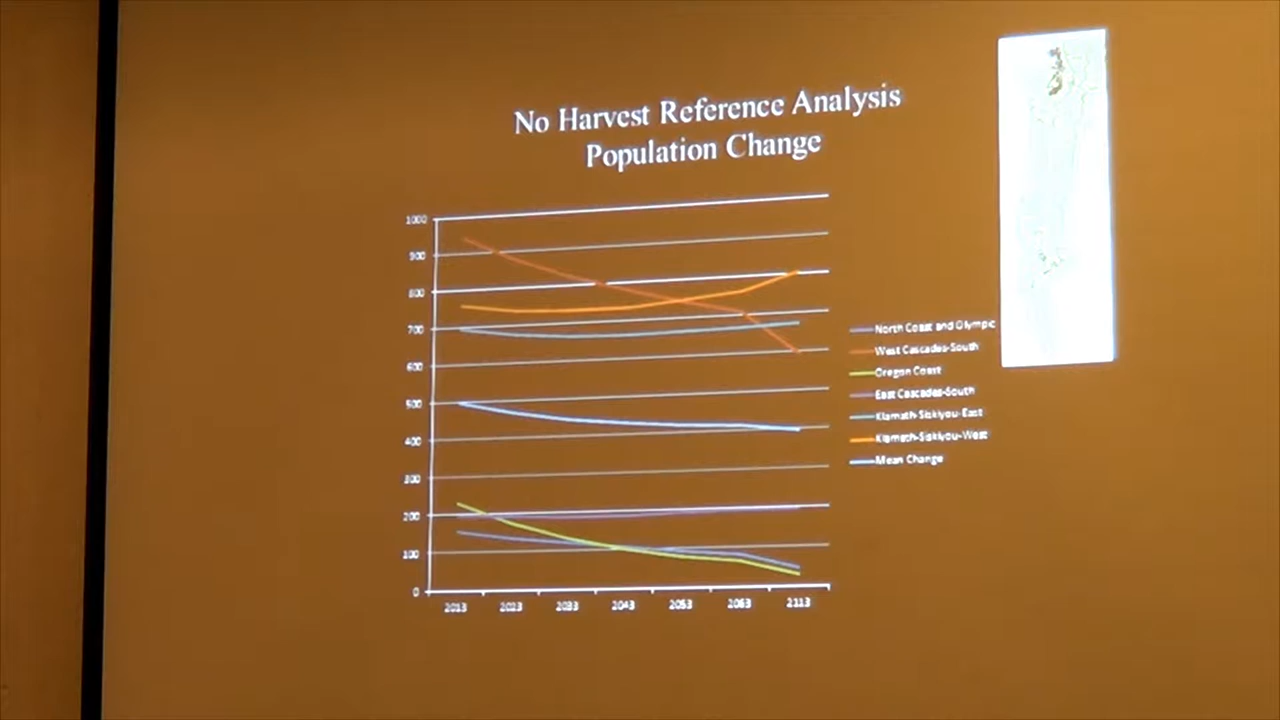 No Harvest Reference Analysis
Population Change
1000
900
800
700
600
500
400
300
200
100
0
2013
2023
2033
2043
2053
2063
2113
North Coast and Olympic
West Cascades-South
Oregon Coast
East Cascades-South
Klamath-Siskiyou-East
Klamath-Siskiyou-West
Mean Change